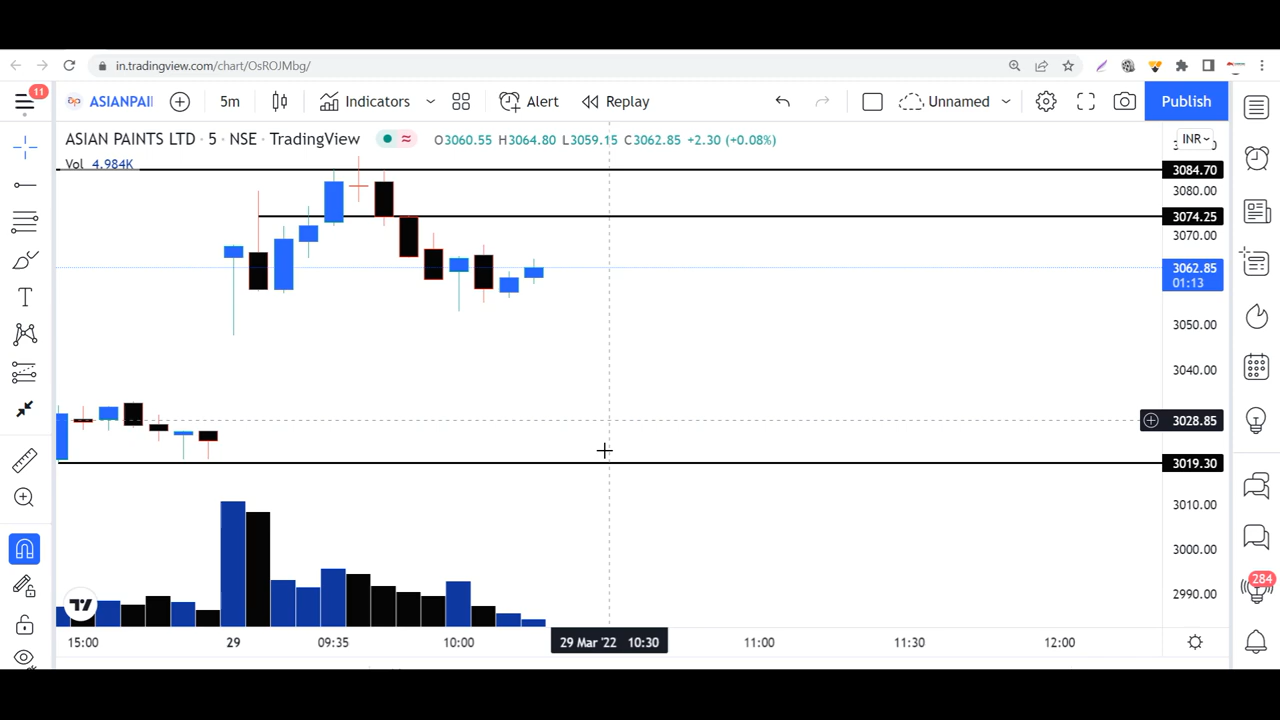 in.tradingview.com/chart/OsROJMbg/
11
ASIANPAI
5m
Indicators
Alert
Replay
Unnamed
Publish
ASIAN PAINTS LTD · 5 · NSE · TradingView
O3060.55 H3064.80 L3059.15 C3062.85 +2.30 (+0.08%)
INR
Vol 4.984K
3084.70
3080.00
3074.25
3070.00
3062.85
01:13
3050.00
3040.00
3028.85
3019.30
3010.00
3000.00
2990.00
284
15:00 29 09:35 10:00 29 Mar '22 10:30 11:00 11:30 12:00